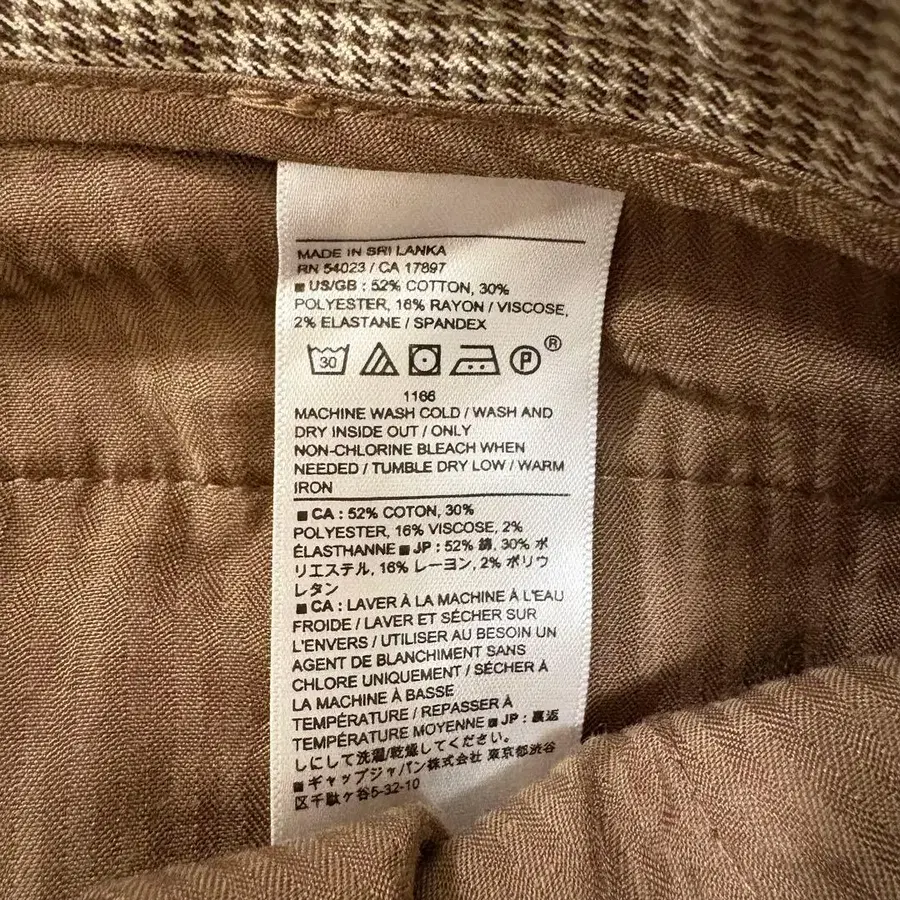 MADE IN SRI LANKA
RN 54023 / CA 17897
■ US/GB : 52% COTTON, 30%
POLYESTER, 16% RAYON / VISCOSE,
2% ELASTANE / SPANDEX
30 P ®
1166
MACHINE WASH COLD / WASH AND
DRY INSIDE OUT / ONLY
NON-CHLORINE BLEACH WHEN
NEEDED / TUMBLE DRY LOW / WARM
IRON
■ CA : 52% COTON, 30%
POLYESTER, 16% VISCOSE, 2%
ÉLASTHANNE ■ JP : 52% 綿, 30% ポ
リエステル, 16% レーヨン, 2% ポリウ
レタン
■ CA : LAVER À LA MACHINE À L'EAU
FROIDE / LAVER ET SÉCHER SUR
L'ENVERS / UTILISER AU BESOIN UN
AGENT DE BLANCHIMENT SANS
CHLORE UNIQUEMENT / SÉCHER À
LA MACHINE À BASSE
TEMPÉRATURE / REPASSER À
TEMPÉRATURE MOYENNE ■ JP : 裏返
しにして洗濯/乾燥してください。
■ ギャップジャパン株式会社 東京都渋谷
区千駄ヶ谷5-32-10